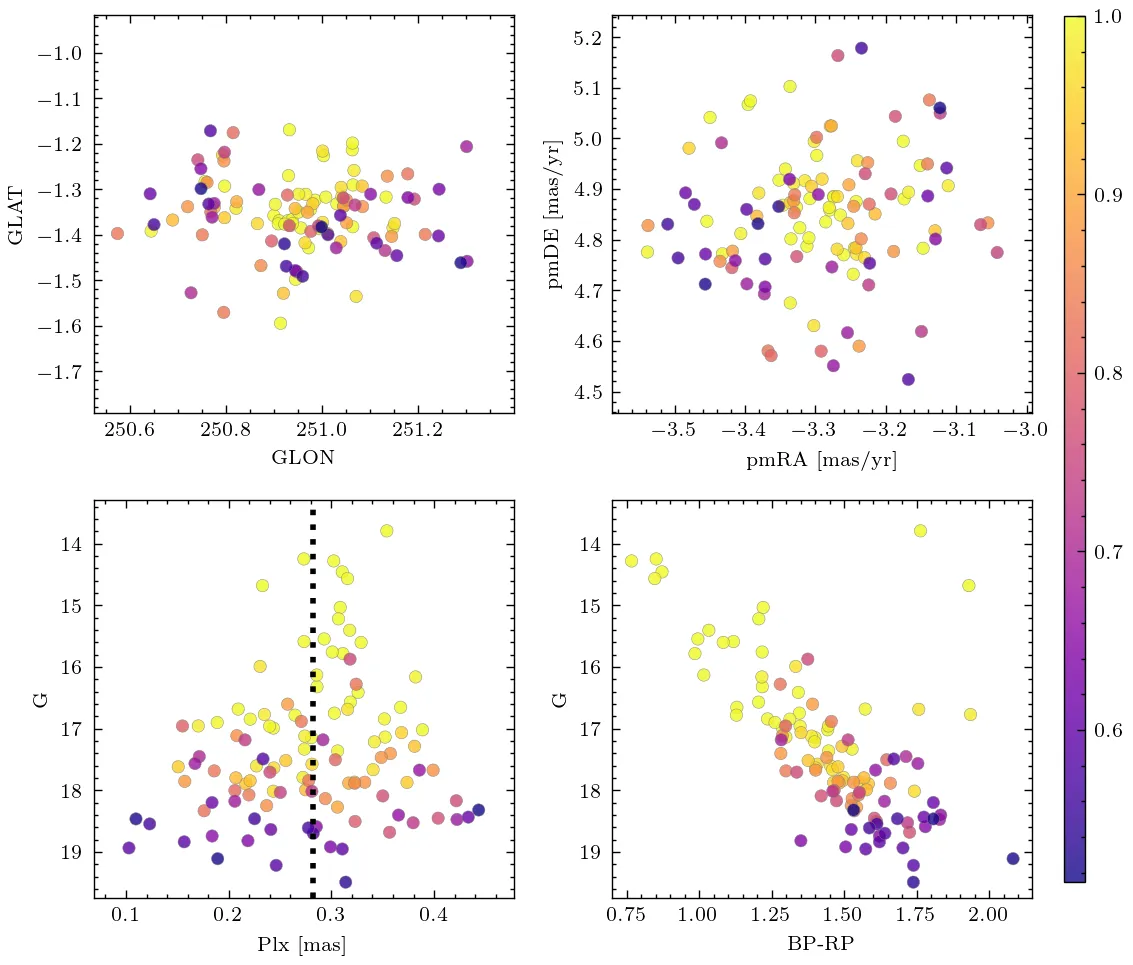 −1.0
−1.1
−1.2
−1.3
−1.4
−1.5
−1.6
−1.7
GLAT
250.6 250.8 251.0 251.2
GLON
5.2
5.1
5.0
4.9
4.8
4.7
4.6
4.5
pmDE [mas/yr]
−3.5 −3.4 −3.3 −3.2 −3.1 −3.0
pmRA [mas/yr]
1.0
0.9
0.8
0.7
0.6
14
15
16
17
18
19
G
0.1 0.2 0.3 0.4
Plx [mas]
14
15
16
17
18
19
G
0.75 1.00 1.25 1.50 1.75 2.00
BP-RP